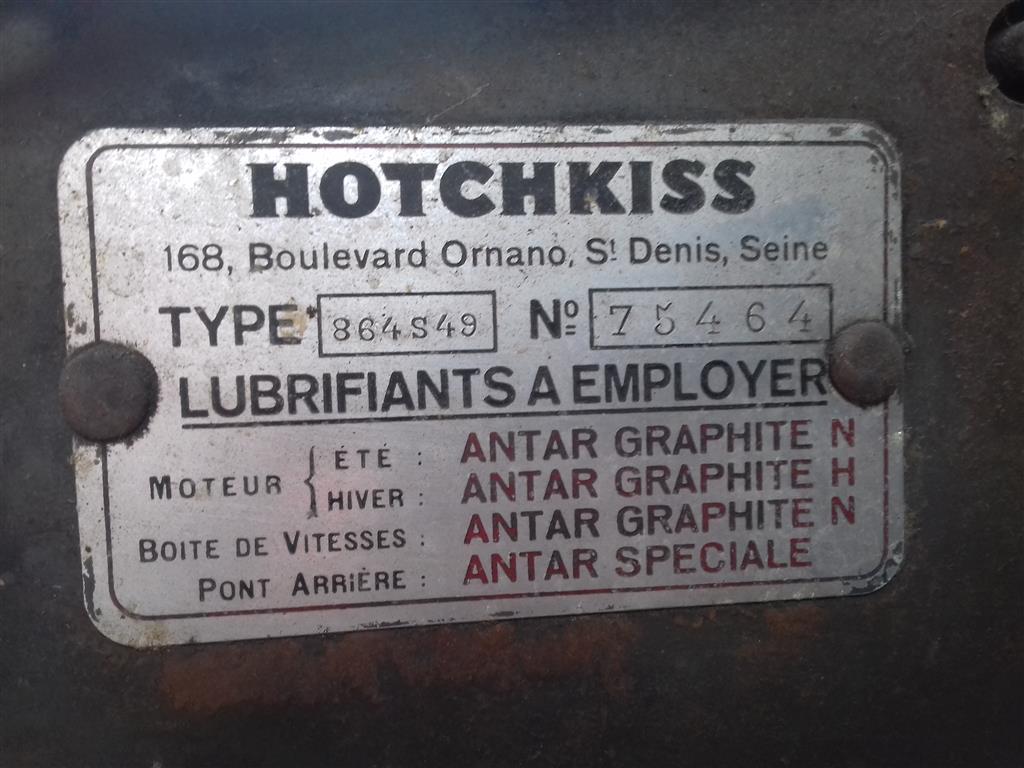 HOTCHKISS
168, Boulevard Ornano, St Denis, Seine
TYPE 864S49 No 75464
LUBRIFIANTS A EMPLOYER
MOTEUR { ÉTÉ : ANTAR GRAPHITE N
HIVER : ANTAR GRAPHITE H
BOITE DE VITESSES : ANTAR GRAPHITE N
PONT ARRIÈRE : ANTAR SPECIALE